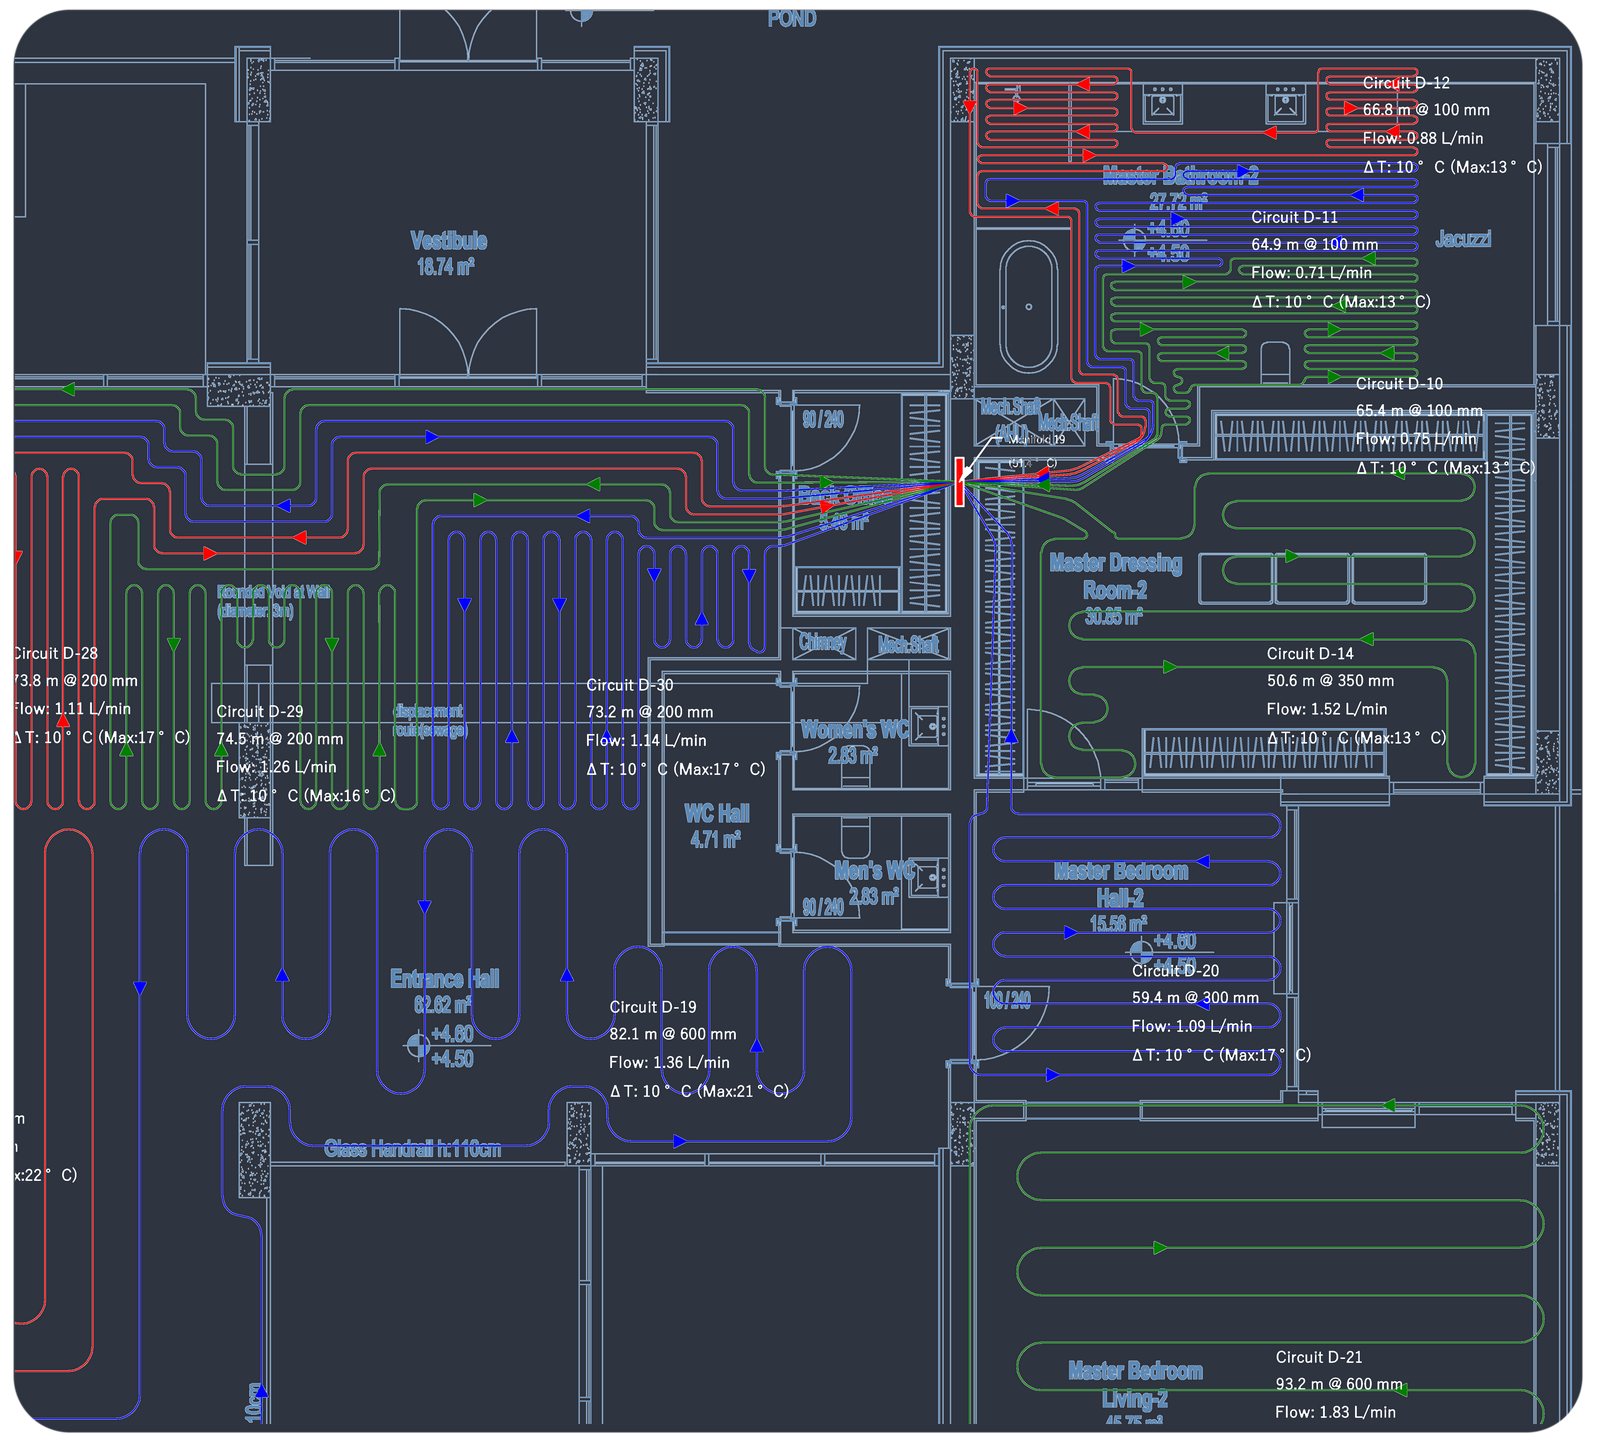 POND
Vestibule
18.74 m²
Circuit D-12
66.8 m @ 100 mm
Flow: 0.88 L/min
Δ T: 10° C (Max:13° C)
Master Bathroom-2
27.72 m²
+4.60
+4.50
Circuit D-11
64.9 m @ 100 mm
Flow: 0.71 L/min
Δ T: 10° C (Max:13° C)
Jacuzzi
Circuit D-10
65.4 m @ 100 mm
Flow: 0.75 L/min
Δ T: 10° C (Max:13° C)
90 / 240
Mech.Shaft
Mech.Shaft
Manifold 19
Master Dressing
Room-2
30.85 m²
Rounded Void at Wall
(diameter: 3m)
Chimney
Mech.Shaft
Circuit D-28
73.8 m @ 200 mm
Flow: 1.11 L/min
Δ T: 10° C (Max:17° C)
Circuit D-29
74.5 m @ 200 mm
Flow: 1.26 L/min
Δ T: 10° C (Max:16° C)
displacement
route(sewage)
Circuit D-30
73.2 m @ 200 mm
Flow: 1.14 L/min
Δ T: 10° C (Max:17° C)
Women's WC
2.83 m²
Circuit D-14
50.6 m @ 350 mm
Flow: 1.52 L/min
Δ T: 10° C (Max:13° C)
WC Hall
4.71 m²
Men's WC
2.83 m²
90 / 240
Master Bedroom
Hall-2
15.56 m²
+4.60
+4.50
Circuit D-20
59.4 m @ 300 mm
Flow: 1.09 L/min
Δ T: 10° C (Max:17° C)
100 / 240
Entrance Hall
62.62 m²
+4.60
+4.50
Circuit D-19
82.1 m @ 600 mm
Flow: 1.36 L/min
Δ T: 10° C (Max:21° C)
m
x:22° C)
Glass Handrail h:110cm
10cm
Master Bedroom
Living-2
45.75 m²
Circuit D-21
93.2 m @ 600 mm
Flow: 1.83 L/min